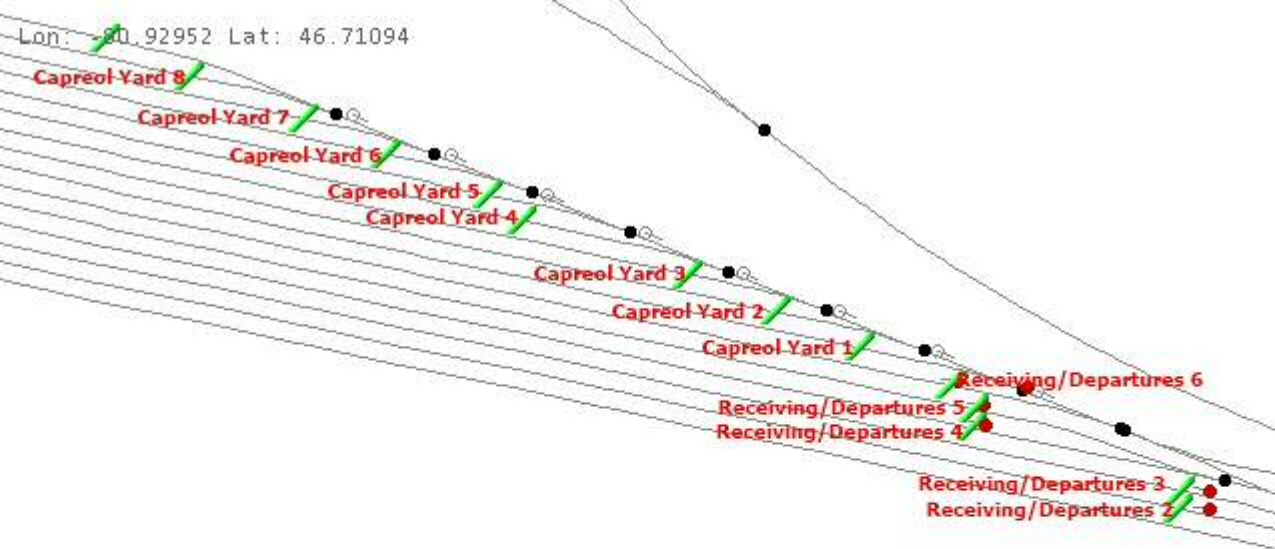 Lon: -80.92952 Lat: 46.71094
Capreol Yard 8
Capreol Yard 7
Capreol Yard 6
Capreol Yard 5
Capreol Yard 4
Capreol Yard 3
Capreol Yard 2
Capreol Yard 1
Receiving/Departures 6
Receiving/Departures 5
Receiving/Departures 4
Receiving/Departures 3
Receiving/Departures 2